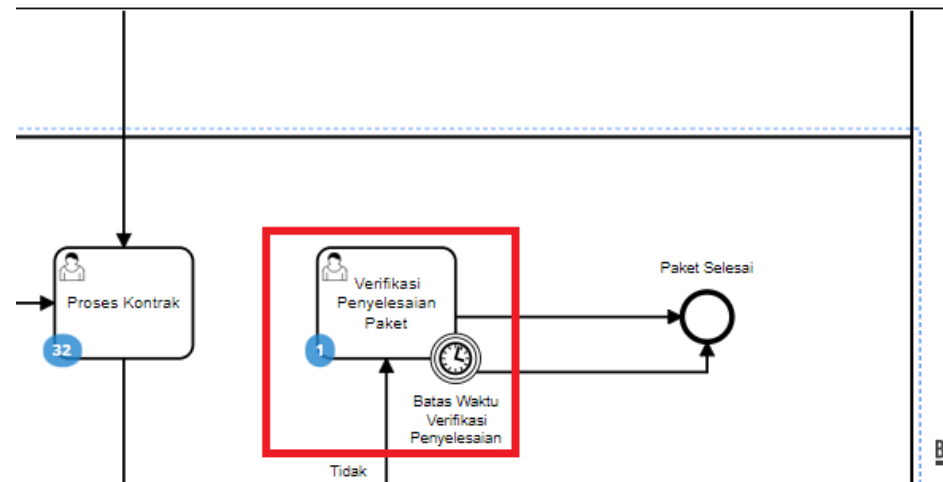 Proses Kontrak
32
Verifikasi
Penyelesaian
Paket
1
Batas Waktu
Verifikasi
Penyelesaian
Paket Selesai
Tidak